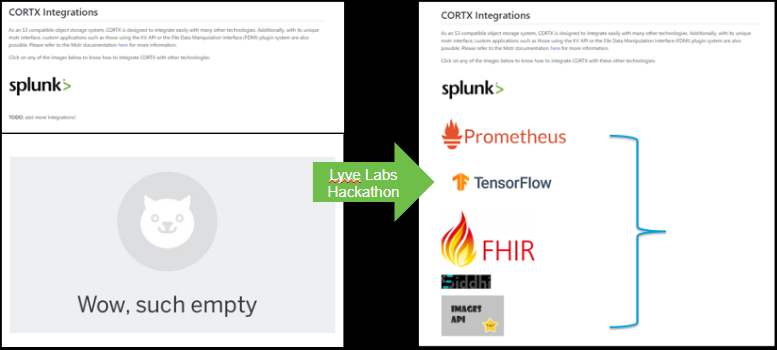 CORTX Integrations
As an S3 compatible object storage system, CORTX is designed to integrate easily with many other technologies. Additionally, with its unique
motr interface, custom applications such as those using the KV API or the File Data Manipulation Interface (FDMI) plugin system are also
possible. Please refer to the Motr documentation here for more information.
Click on any of the images below to know how to integrate CORTX with other technologies:
splunk>
TODO: add more integrations!
Wow, such empty
Lyve Labs
Hackathon
CORTX Integrations
As an S3 compatible object storage system, CORTX is designed to integrate easily with many other technologies. Additionally, with its unique
motr interface, custom applications such as those using the KV API or the File Data Manipulation Interface (FDMI) plugin system are also
possible. Please refer to the Motr documentation here for more information.
Click on any of the images below to know how to integrate CORTX with these other technologies:
splunk>
Prometheus
TensorFlow
FHIR
Siddhi
IMAGES
API